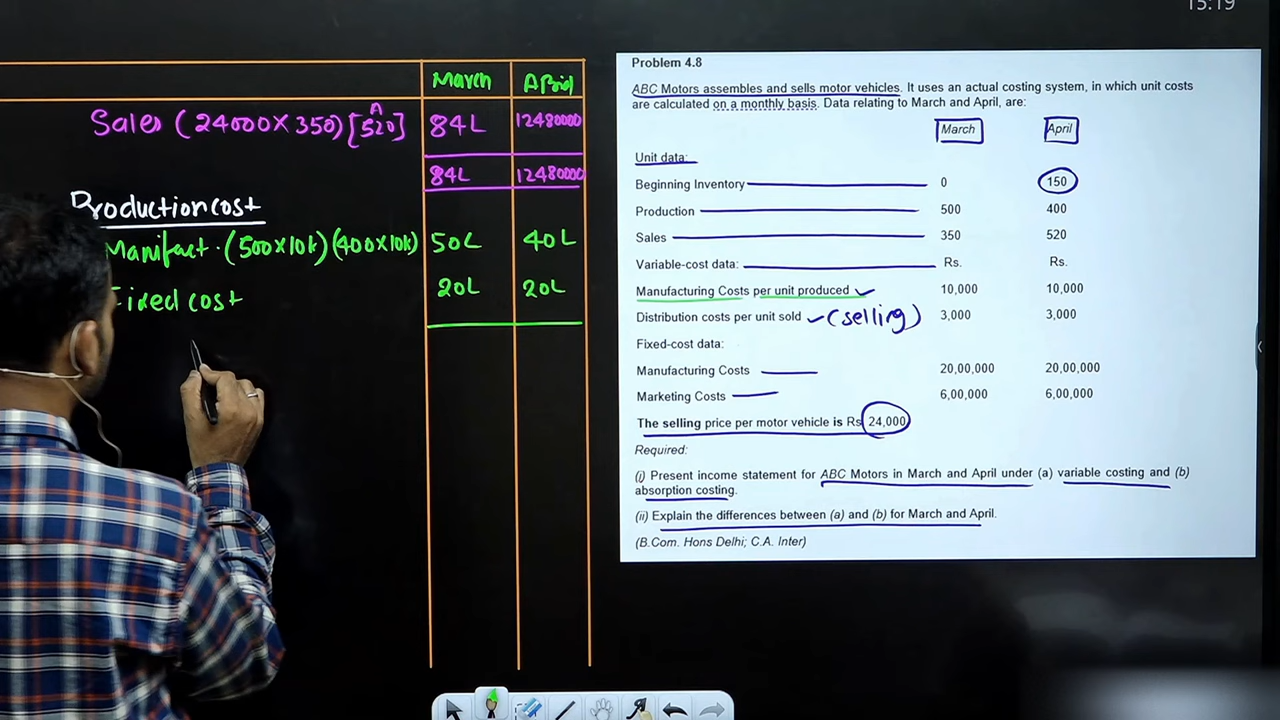 15:19
March April
Sales (24000 X 350) [520] A 84L 12480000
84L 12480000
Production cost
Manifact. (500x10k) (400x10k) 50L 40L
Fixed cost 20L 20L
Problem 4.8
ABC Motors assembles and sells motor vehicles. It uses an actual costing system, in which unit costs
are calculated on a monthly basis. Data relating to March and April, are:
March April
Unit data:
Beginning Inventory 0 150
Production 500 400
Sales 350 520
Variable-cost data: Rs. Rs.
Manufacturing Costs per unit produced 10,000 10,000
Distribution costs per unit sold (selling) 3,000 3,000
Fixed-cost data:
Manufacturing Costs 20,00,000 20,00,000
Marketing Costs 6,00,000 6,00,000
The selling price per motor vehicle is Rs 24,000
Required:
(i) Present income statement for ABC Motors in March and April under (a) variable costing and (b)
absorption costing.
(ii) Explain the differences between (a) and (b) for March and April.
(B.Com. Hons Delhi; C.A. Inter)